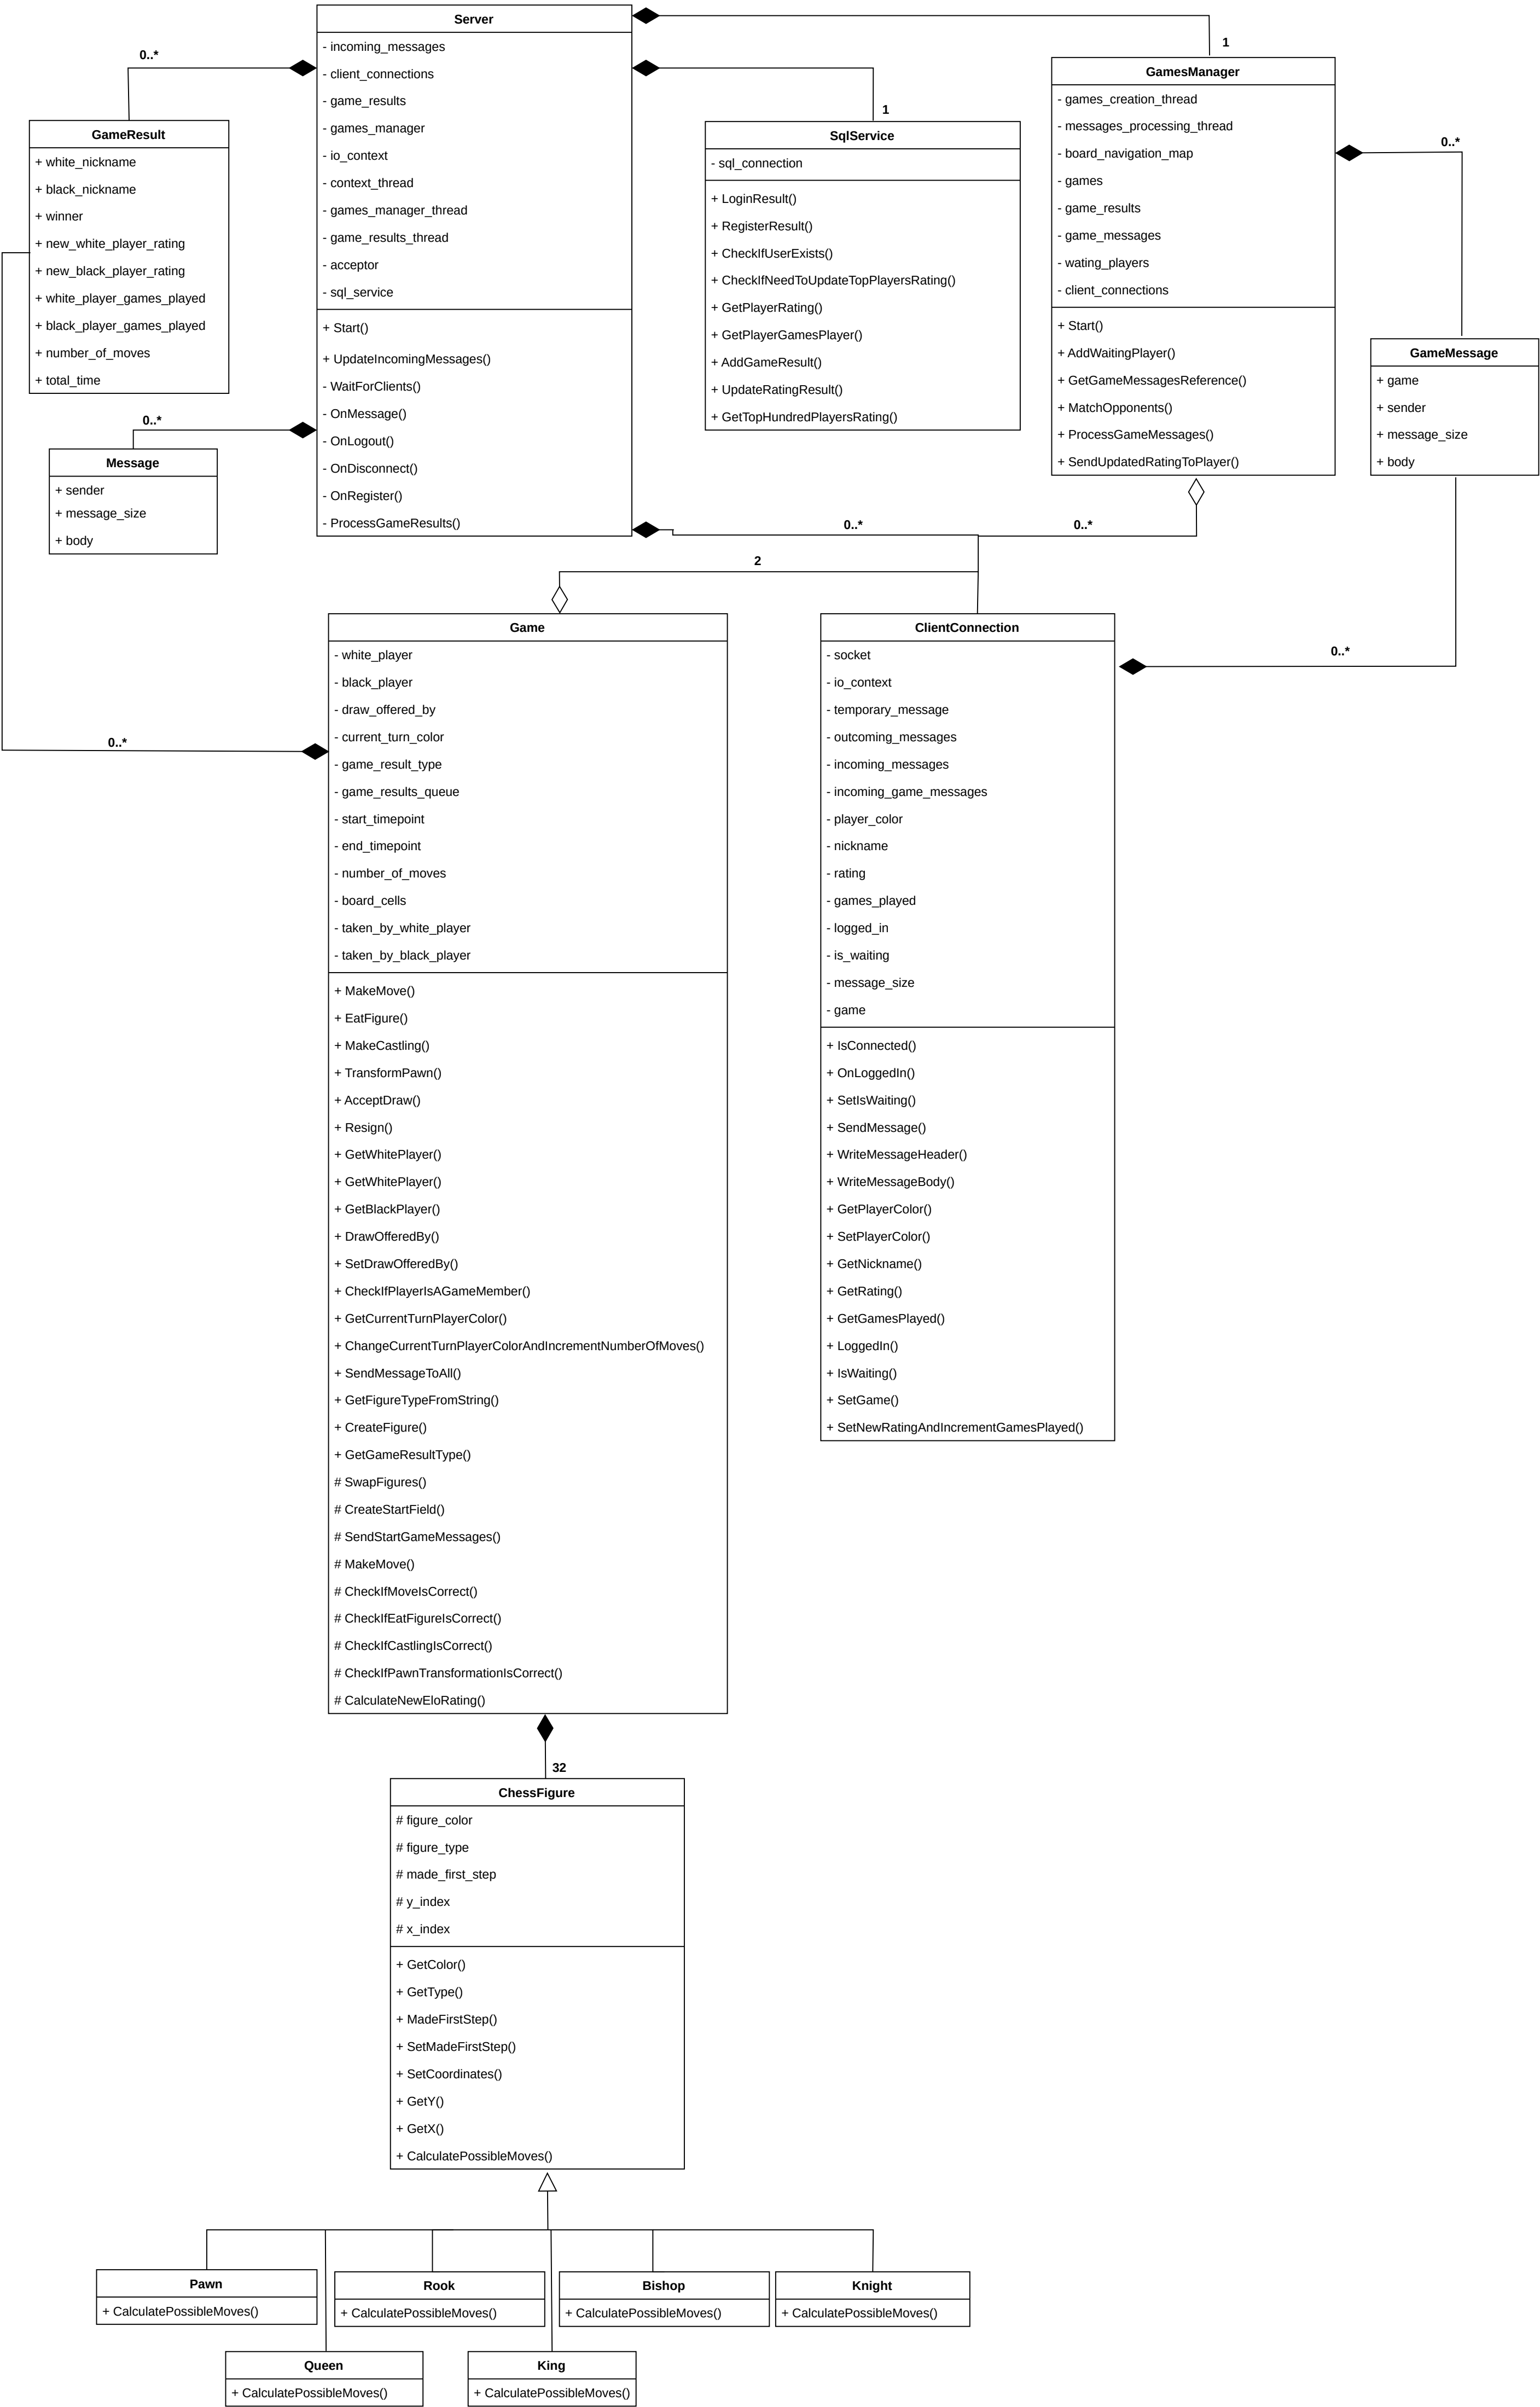 Server
- incoming_messages
- client_connections
- game_results
- games_manager
- io_context
- context_thread
- games_manager_thread
- game_results_thread
- acceptor
- sql_service
+ Start()
+ UpdateIncomingMessages()
- WaitForClients()
- OnMessage()
- OnLogout()
- OnDisconnect()
- OnRegister()
- ProcessGameResults()
0..*
GameResult
+ white_nickname
+ black_nickname
+ winner
+ new_white_player_rating
+ new_black_player_rating
+ white_player_games_played
+ black_player_games_played
+ number_of_moves
+ total_time
0..*
Message
+ sender
+ message_size
+ body
1
SqlService
- sql_connection
+ LoginResult()
+ RegisterResult()
+ CheckIfUserExists()
+ CheckIfNeedToUpdateTopPlayersRating()
+ GetPlayerRating()
+ GetPlayerGamesPlayer()
+ AddGameResult()
+ UpdateRatingResult()
+ GetTopHundredPlayersRating()
1
GamesManager
- games_creation_thread
- messages_processing_thread
- board_navigation_map
- games
- game_results
- game_messages
- wating_players
- client_connections
+ Start()
+ AddWaitingPlayer()
+ GetGameMessagesReference()
+ MatchOpponents()
+ ProcessGameMessages()
+ SendUpdatedRatingToPlayer()
0..*
GameMessage
+ game
+ sender
+ message_size
+ body
0..*
0..*
2
0..*
0..*
Game
- white_player
- black_player
- draw_offered_by
- current_turn_color
- game_result_type
- game_results_queue
- start_timepoint
- end_timepoint
- number_of_moves
- board_cells
- taken_by_white_player
- taken_by_black_player
+ MakeMove()
+ EatFigure()
+ MakeCastling()
+ TransformPawn()
+ AcceptDraw()
+ Resign()
+ GetWhitePlayer()
+ GetWhitePlayer()
+ GetBlackPlayer()
+ DrawOfferedBy()
+ SetDrawOfferedBy()
+ CheckIfPlayerIsAGameMember()
+ GetCurrentTurnPlayerColor()
+ ChangeCurrentTurnPlayerColorAndIncrementNumberOfMoves()
+ SendMessageToAll()
+ GetFigureTypeFromString()
+ CreateFigure()
+ GetGameResultType()
# SwapFigures()
# CreateStartField()
# SendStartGameMessages()
# MakeMove()
# CheckIfMoveIsCorrect()
# CheckIfEatFigureIsCorrect()
# CheckIfCastlingIsCorrect()
# CheckIfPawnTransformationIsCorrect()
# CalculateNewEloRating()
ClientConnection
- socket
- io_context
- temporary_message
- outcoming_messages
- incoming_messages
- incoming_game_messages
- player_color
- nickname
- rating
- games_played
- logged_in
- is_waiting
- message_size
- game
+ IsConnected()
+ OnLoggedIn()
+ SetIsWaiting()
+ SendMessage()
+ WriteMessageHeader()
+ WriteMessageBody()
+ GetPlayerColor()
+ SetPlayerColor()
+ GetNickname()
+ GetRating()
+ GetGamesPlayed()
+ LoggedIn()
+ IsWaiting()
+ SetGame()
+ SetNewRatingAndIncrementGamesPlayed()
32
ChessFigure
# figure_color
# figure_type
# made_first_step
# y_index
# x_index
+ GetColor()
+ GetType()
+ MadeFirstStep()
+ SetMadeFirstStep()
+ SetCoordinates()
+ GetY()
+ GetX()
+ CalculatePossibleMoves()
Pawn
+ CalculatePossibleMoves()
Rook
+ CalculatePossibleMoves()
Bishop
+ CalculatePossibleMoves()
Knight
+ CalculatePossibleMoves()
Queen
+ CalculatePossibleMoves()
King
+ CalculatePossibleMoves()